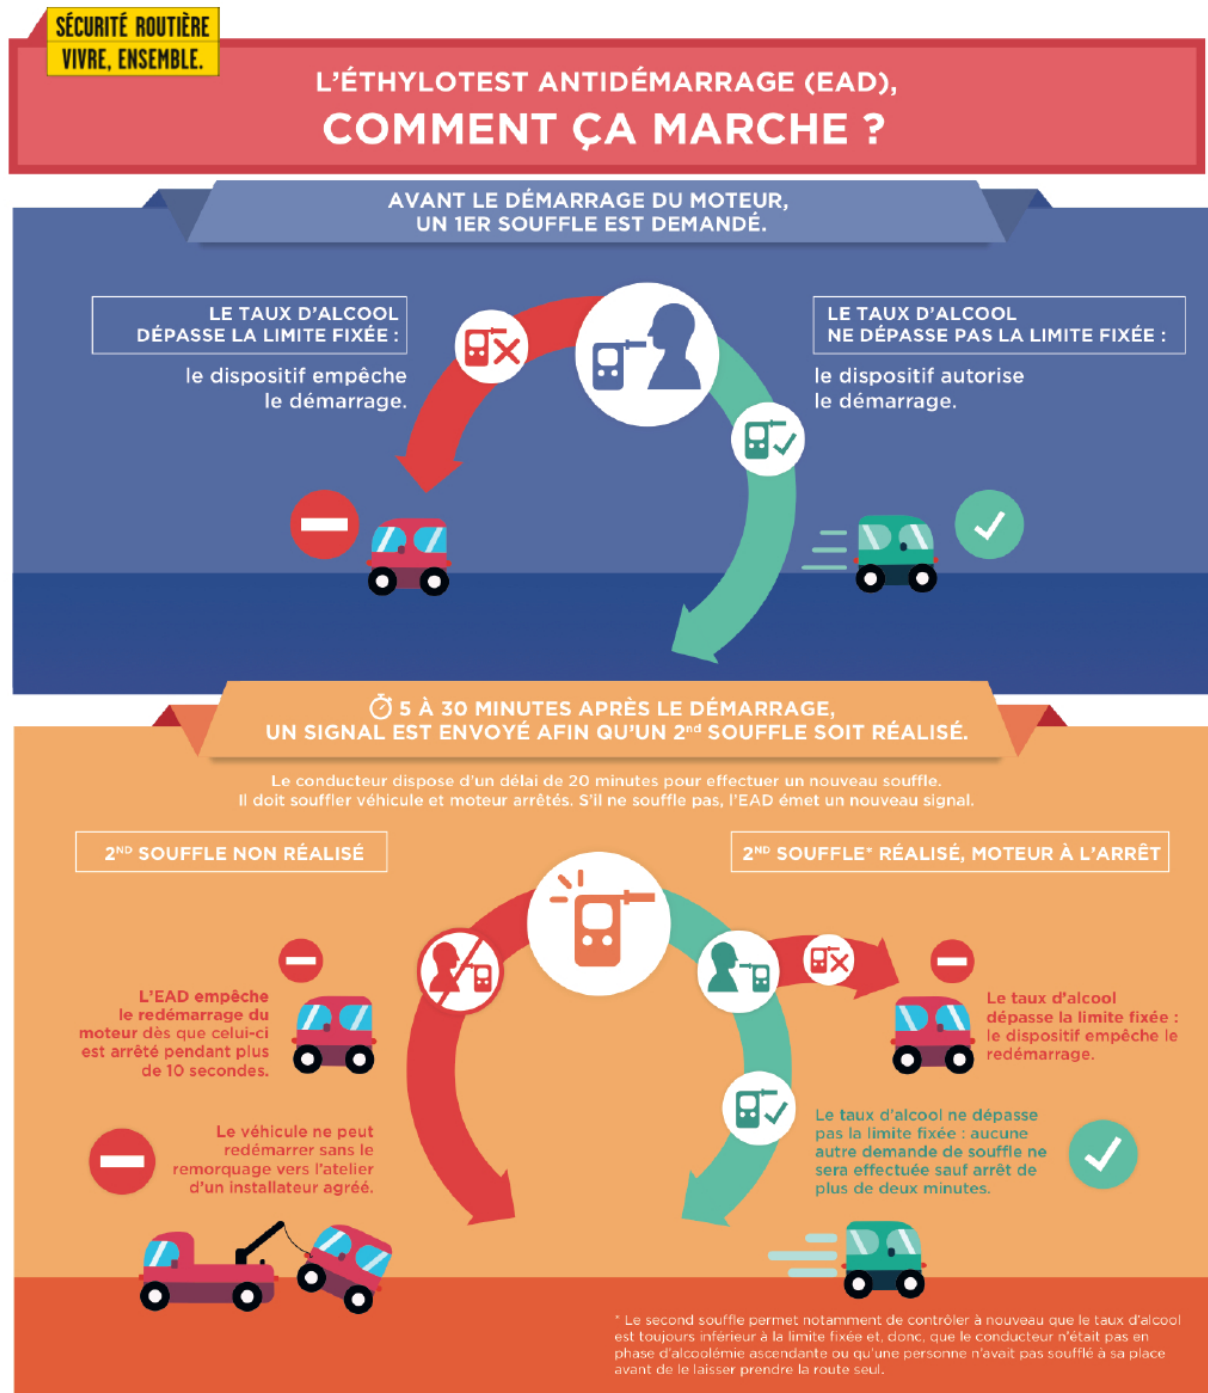 SÉCURITÉ ROUTIÈRE
VIVRE, ENSEMBLE.
L'ÉTHYLOTEST ANTIDÉMARRAGE (EAD),
COMMENT ÇA MARCHE ?
AVANT LE DÉMARRAGE DU MOTEUR,
UN 1ER SOUFFLE EST DEMANDÉ.
LE TAUX D'ALCOOL
DÉPASSE LA LIMITE FIXÉE :
le dispositif empêche
le démarrage.
LE TAUX D'ALCOOL
NE DÉPASSE PAS LA LIMITE FIXÉE :
le dispositif autorise
le démarrage.
5 À 30 MINUTES APRÈS LE DÉMARRAGE,
UN SIGNAL EST ENVOYÉ AFIN QU'UN 2nd SOUFFLE SOIT RÉALISÉ.
Le conducteur dispose d'un délai de 20 minutes pour effectuer un nouveau souffle.
Il doit souffler véhicule et moteur arrêtés. S'il ne souffle pas, l'EAD émet un nouveau signal.
2ND SOUFFLE NON RÉALISÉ
L'EAD empêche
le redémarrage du
moteur dès que celui-ci
est arrêté pendant plus
de 10 secondes.
Le véhicule ne peut
redémarrer sans le
remorquage vers l'atelier
d'un installateur agréé.
2ND SOUFFLE* RÉALISÉ, MOTEUR À L'ARRÊT
Le taux d'alcool
dépasse la limite fixée :
le dispositif empêche le
redémarrage.
Le taux d'alcool ne dépasse
pas la limite fixée : aucune
autre demande de souffle ne
sera effectuée sauf arrêt de
plus de deux minutes.
* Le second souffle permet notamment de contrôler à nouveau que le taux d'alcool
est toujours inférieur à la limite fixée et, donc, que le conducteur n'était pas en
phase d'alcoolémie ascendante ou qu'une personne n'avait pas soufflé à sa place
avant de le laisser prendre la route seul.